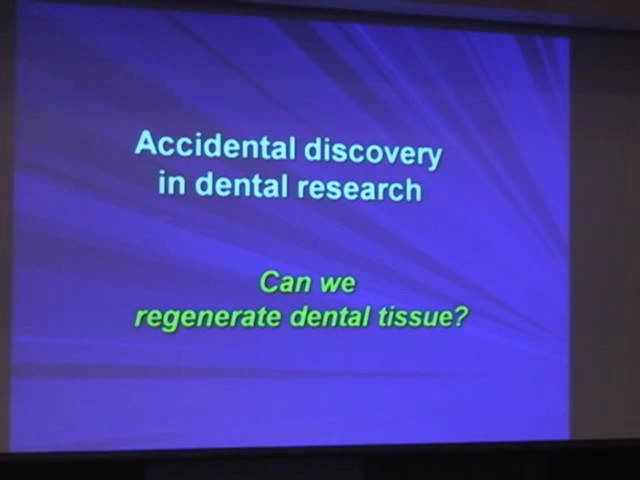 Accidental discovery
in dental research
Can we
regenerate dental tissue?